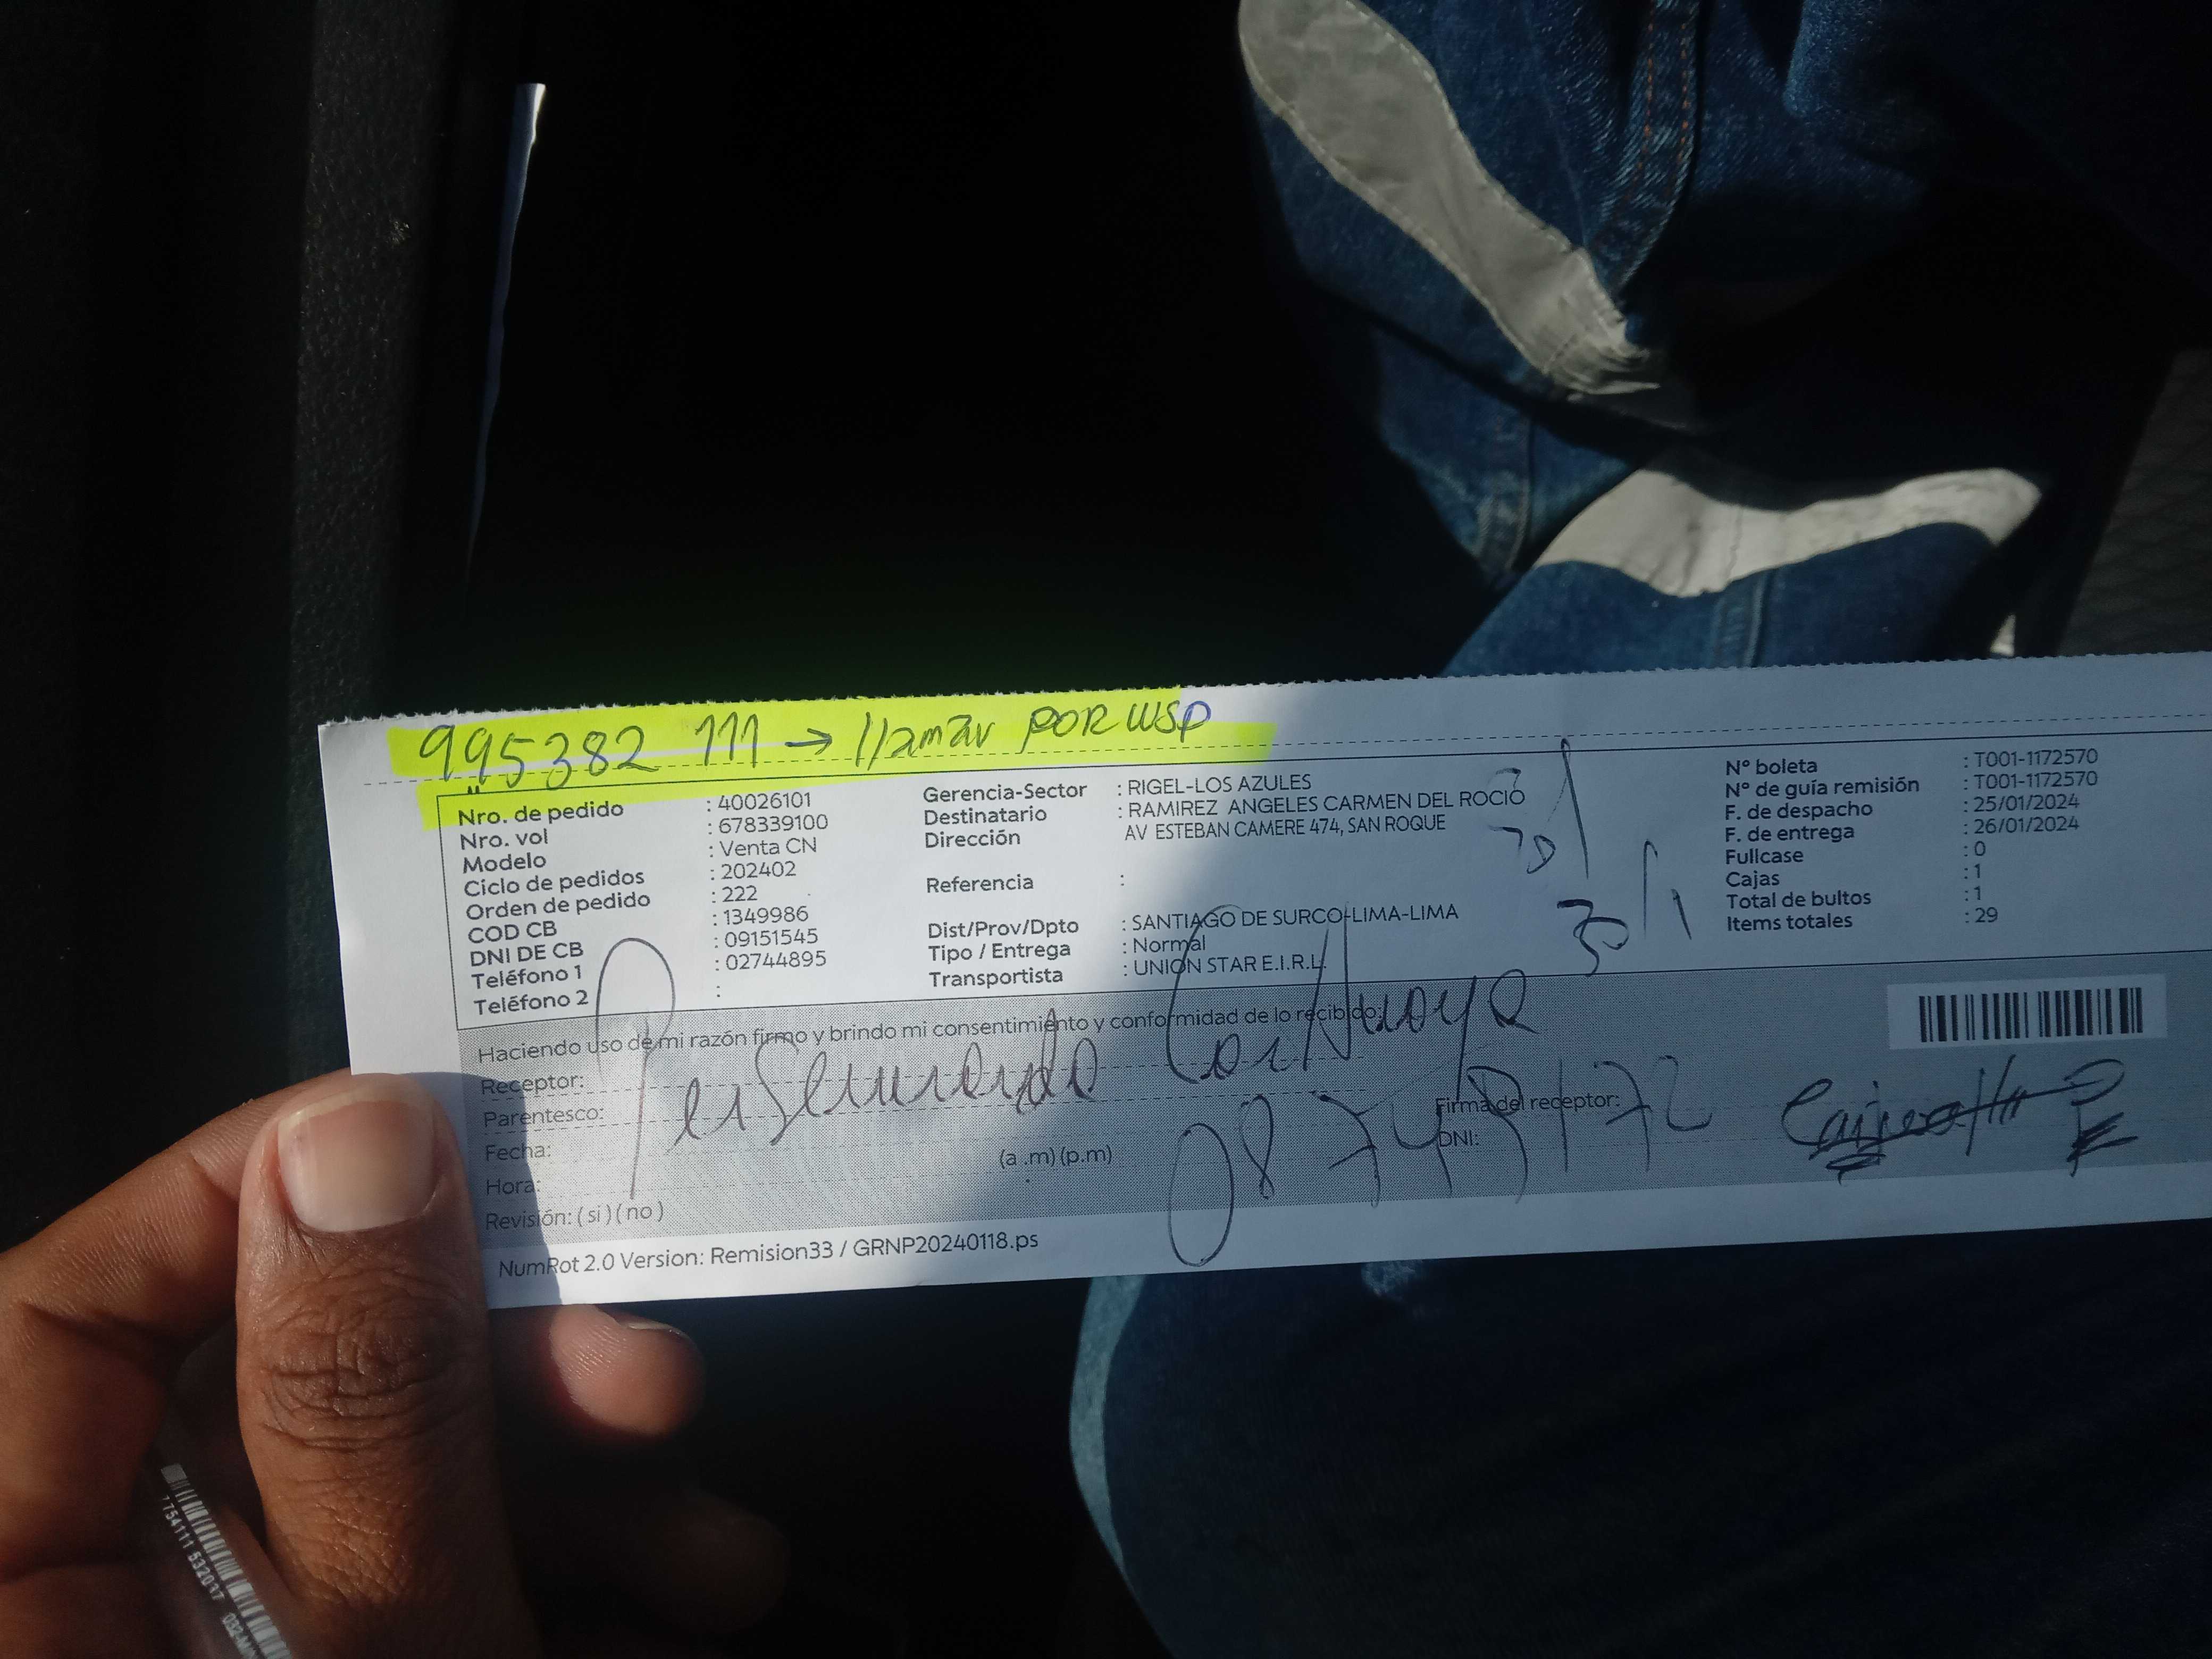 995382 111 → llamar POR WSP
Nro. de pedido : 40026101
Nro. vol : 678339100
Modelo : Venta CN
Ciclo de pedidos : 202402
Orden de pedido : 222
COD CB : 1349986
DNI DE CB : 09151545
Teléfono 1 : 02744895
Teléfono 2 :
Gerencia-Sector : RIGEL-LOS AZULES
Destinatario : RAMIREZ ANGELES CARMEN DEL ROCIO
Dirección AV ESTEBAN CAMERE 474, SAN ROQUE
Referencia :
Dist/Prov/Dpto : SANTIAGO DE SURCO-LIMA-LIMA
Tipo / Entrega : Normal
Transportista : UNION STAR E.I.R.L.
N° boleta : T001-1172570
N° de guía remisión : T001-1172570
F. de despacho : 25/01/2024
F. de entrega : 26/01/2024
Fullcase : 0
Cajas : 1
Total de bultos : 1
Items totales : 29
30/1
Haciendo uso de mi razón firmo y brindo mi consentimiento y conformidad de lo recibido:
Receptor:
Parentesco:
Fecha:
Hora: (a .m) (p.m)
Revisión: ( si ) ( no )
Firma del receptor:
DNI:
NumRot 2.0 Version: Remision33 / GRNP20240118.ps
7754111 532017